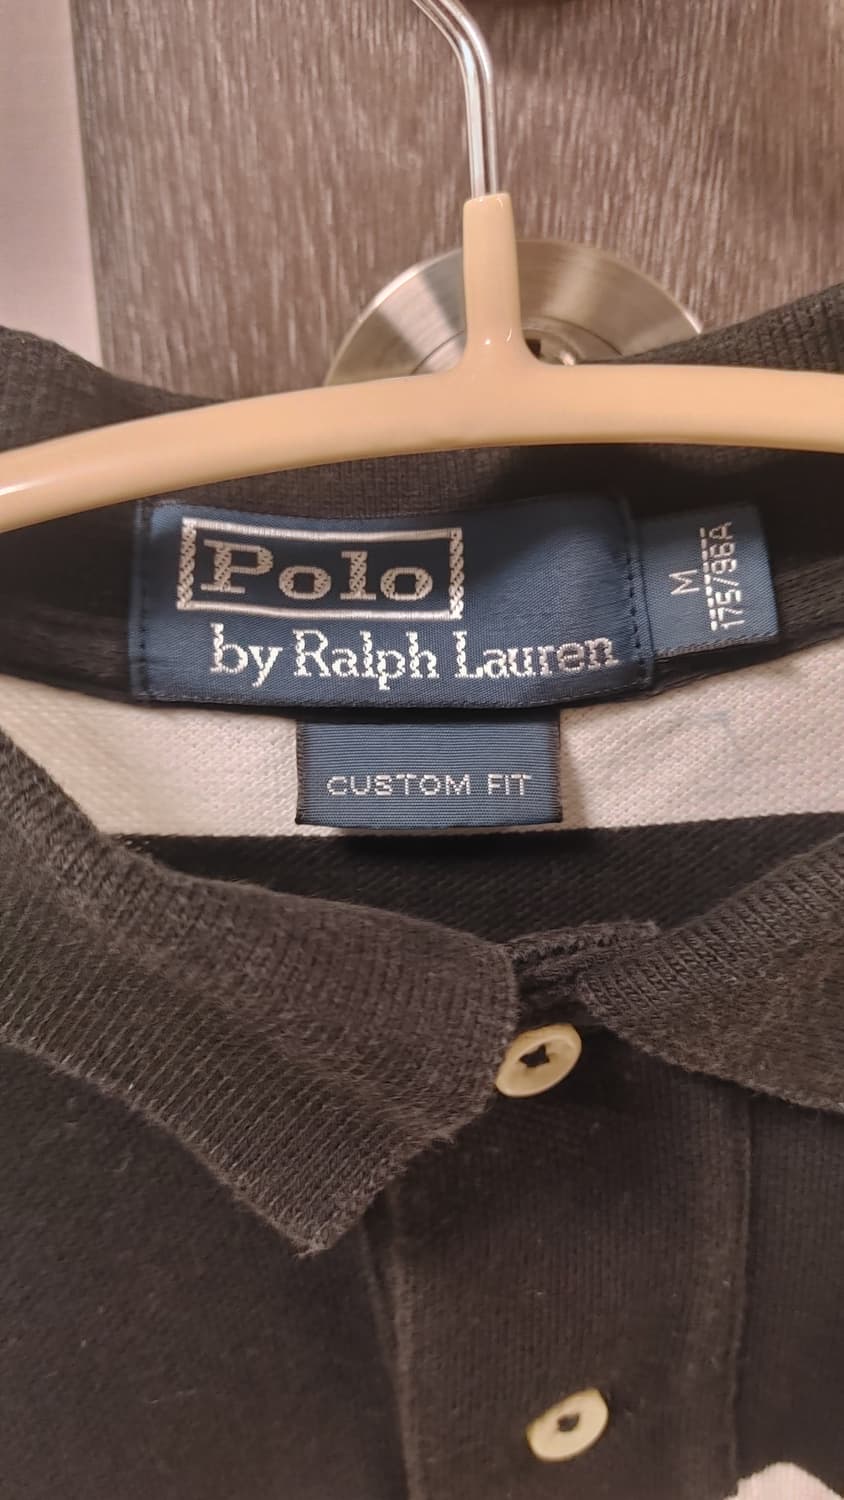 Polo
by Ralph Lauren
M
175/96A
CUSTOM FIT